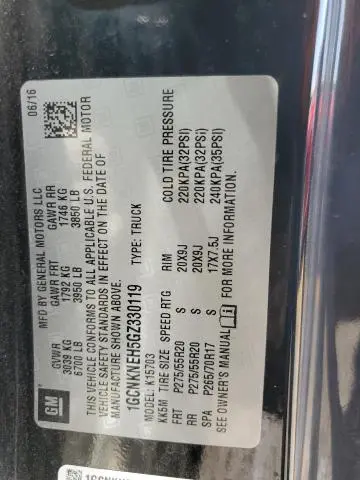 GM
MFD BY GENERAL MOTORS LLC
06/16
GVWR GAWR FRT GAWR RR
3039 KG 1792 KG 1746 KG
6700 LB 3950 LB 3850 LB
THIS VEHICLE CONFORMS TO ALL APPLICABLE U.S. FEDERAL MOTOR
VEHICLE SAFETY STANDARDS IN EFFECT ON THE DATE OF
MANUFACTURE SHOWN ABOVE.
1GCNKNEH5GZ330119 TYPE: TRUCK
MODEL: K15703
KK5M SIZE SPEED RTG RIM COLD TIRE PRESSURE
FRT P275/55R20 S 20X9J 220KPA(32PSI)
RR P275/55R20 S 20X9J 220KPA(32PSI)
SPA P265/70R17 S 17X7.5J 240KPA(35PSI)
SEE OWNER'S MANUAL FOR MORE INFORMATION.